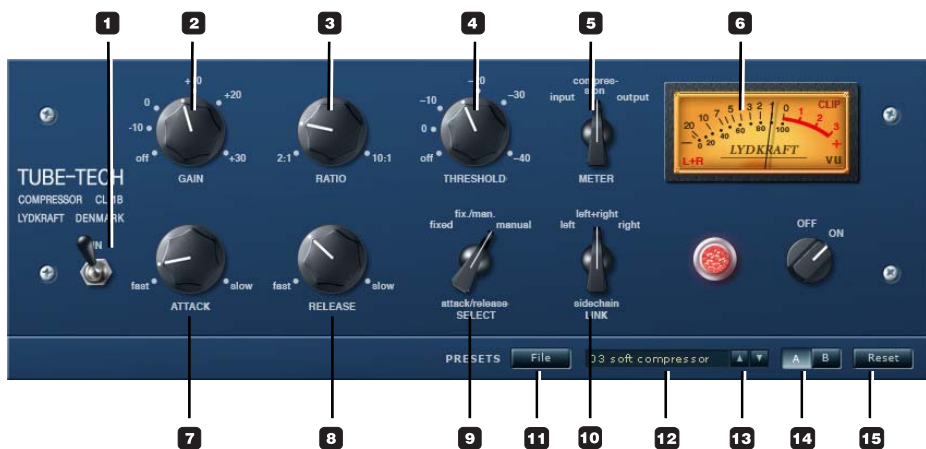 1 2 3 4 5 6
+10
0 +20
-10
off +30
GAIN
2:1 10:1
RATIO
-20
-10 -30
0
off -40
THRESHOLD
compres-
sion
input output
METER
20 10 7 5 3 2 1 0 1 2 3
CLIP
0 20 40 60 80 100
- +
LYDKRAFT
L+R vu
TUBE-TECH
COMPRESSOR CL1B
LYDKRAFT DENMARK
IN
fast slow
ATTACK
fast slow
RELEASE
fix./man.
fixed manual
attack/release
SELECT
left+right
left right
sidechain
LINK
OFF
ON
PRESETS File 03 soft compressor A B Reset
7 8 9 10 11 12 13 14 15